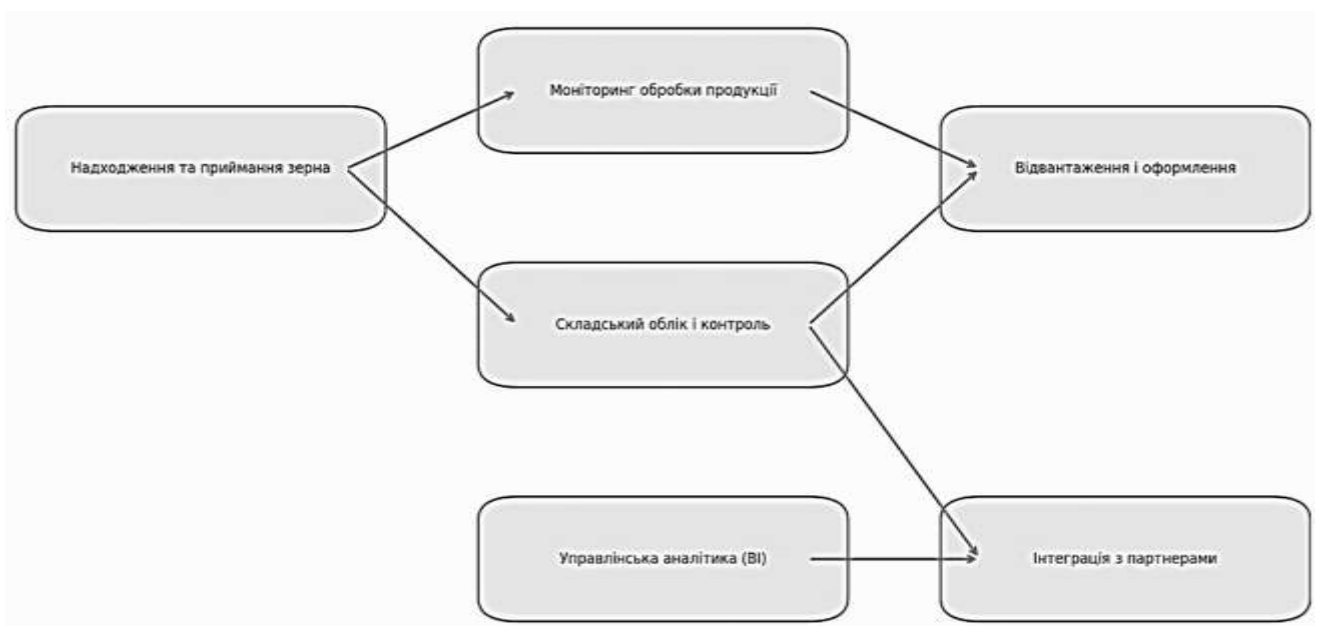 Моніторинг обробки продукції
Надходження та приймання зерна
Відвантаження і оформлення
Складський облік і контроль
Управлінська аналітика (BI)
Інтеграція з партнерами